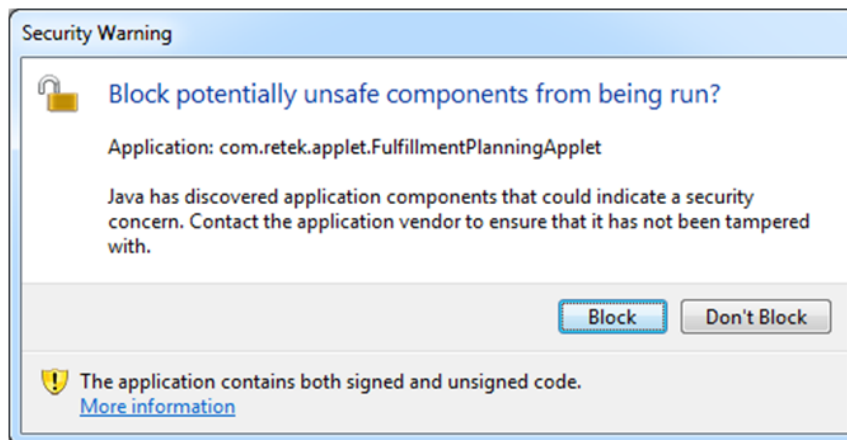 Security Warning
Block potentially unsafe components from being run?
Application: com.retek.applet.FulfillmentPlanningApplet
Java has discovered application components that could indicate a security
concern. Contact the application vendor to ensure that it has not been tampered
with.
Block
Don't Block
The application contains both signed and unsigned code.
More information